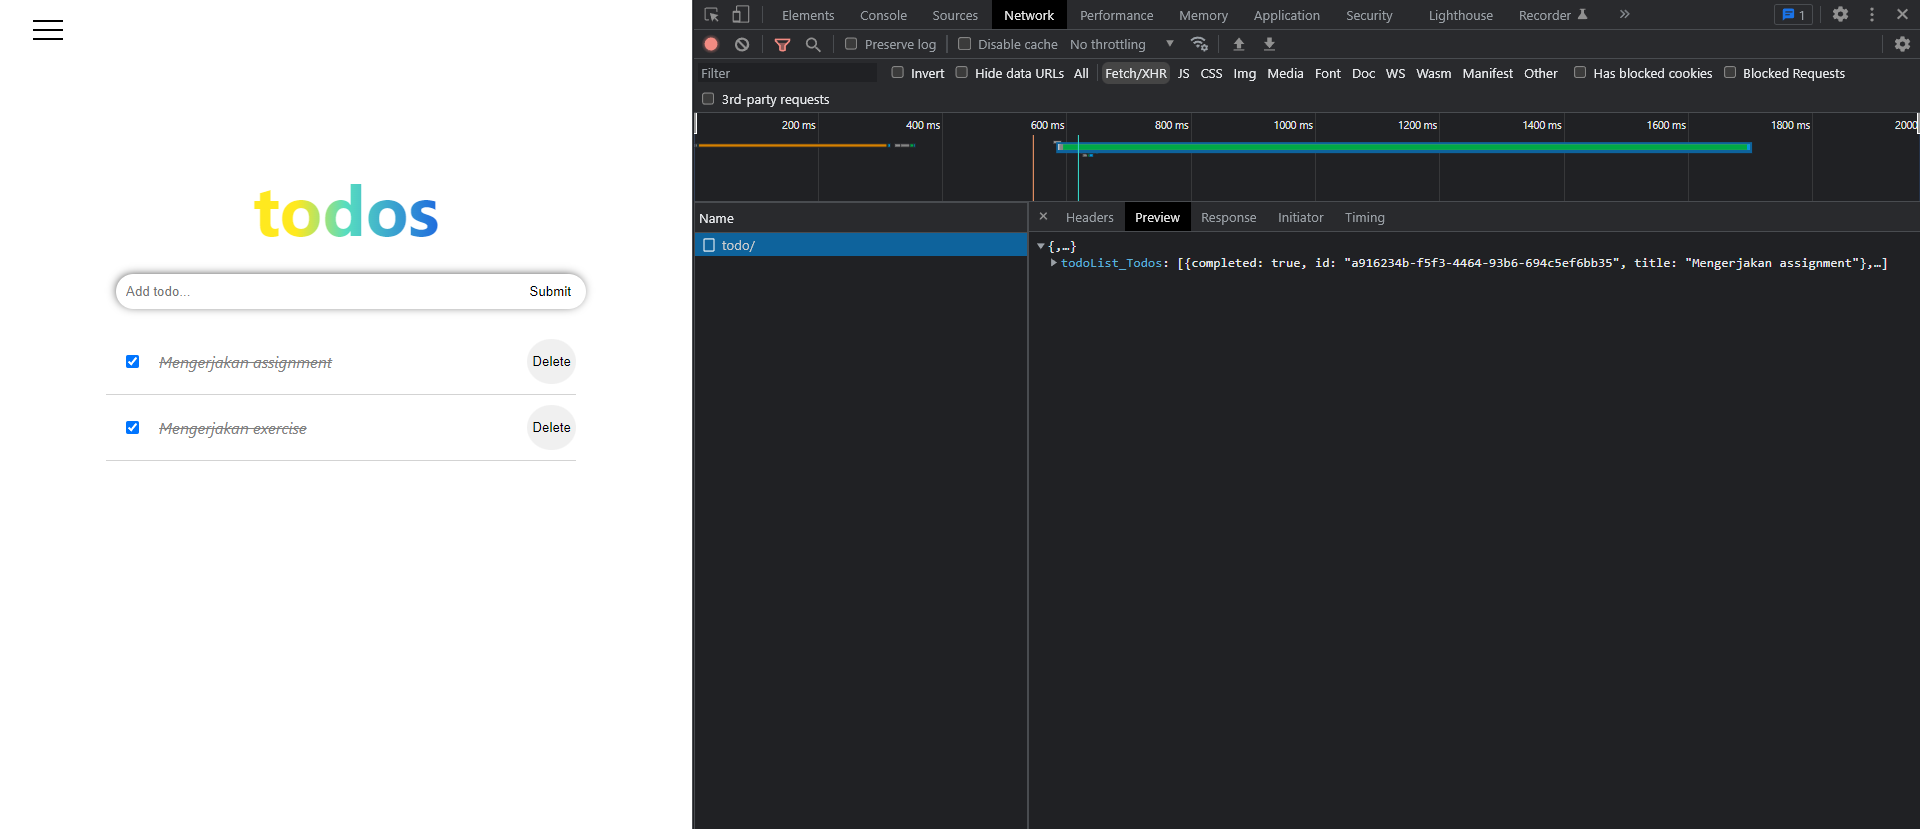 todos
Add todo... Submit
Mengerjakan assignment Delete
Mengerjakan exercise Delete
Elements Console Sources Network Performance Memory Application Security Lighthouse Recorder 1
Preserve log Disable cache No throttling
Filter Invert Hide data URLs All Fetch/XHR JS CSS Img Media Font Doc WS Wasm Manifest Other Has blocked cookies Blocked Requests
3rd-party requests
200 ms 400 ms 600 ms 800 ms 1000 ms 1200 ms 1400 ms 1600 ms 1800 ms 2000
Name
todo/
× Headers Preview Response Initiator Timing
{,…}
todoList_Todos: [{completed: true, id: "a916234b-f5f3-4464-93b6-694c5ef6bb35", title: "Mengerjakan assignment"},…]